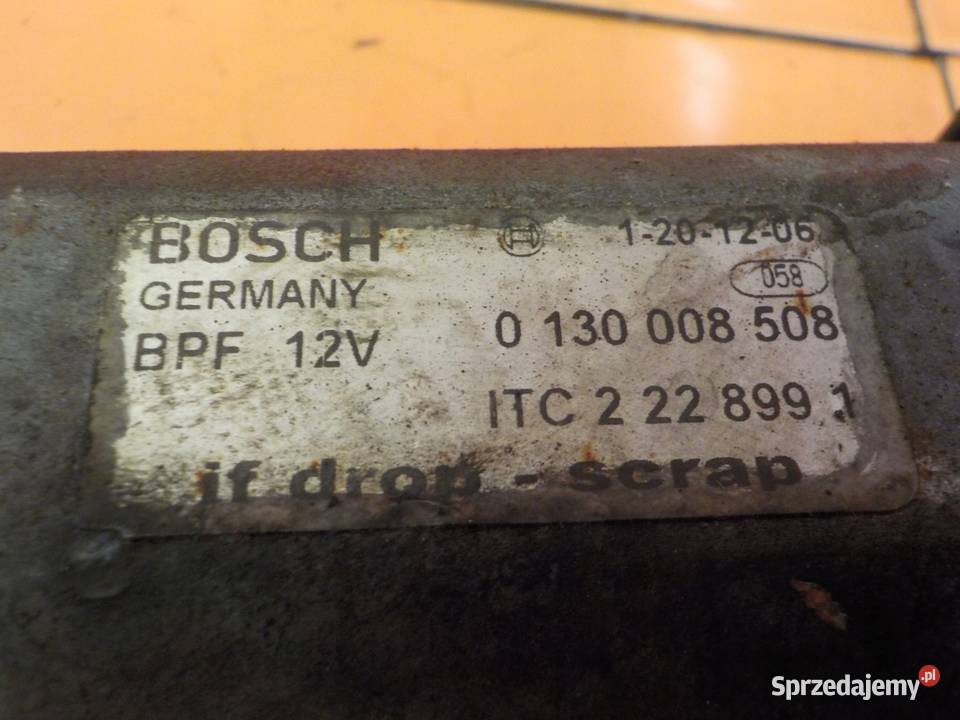 BOSCH 1-20-12-06
058
GERMANY
BPF 12V 0 130 008 508
ITC 2 22 899 1
if drop - scrap
Sprzedajemy.pl